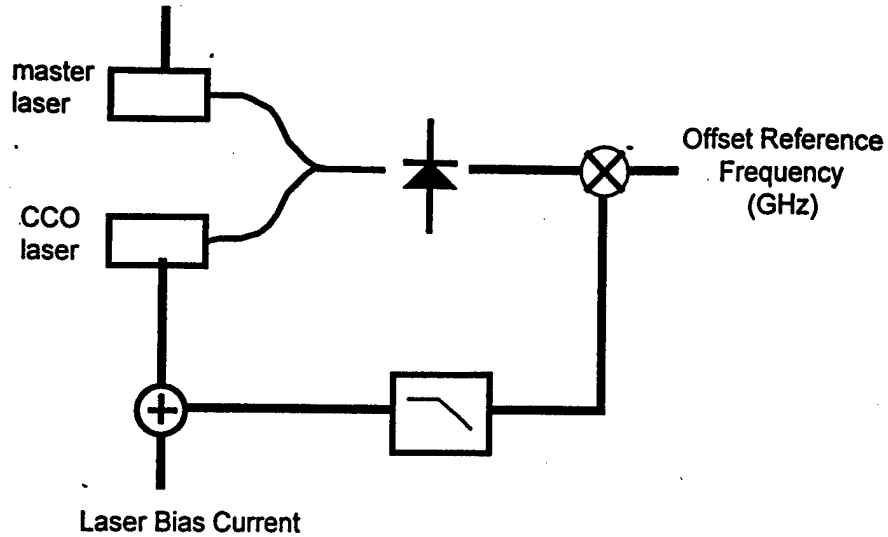 master
laser
CCO
laser
Offset Reference
Frequency
(GHz)
Laser Bias Current